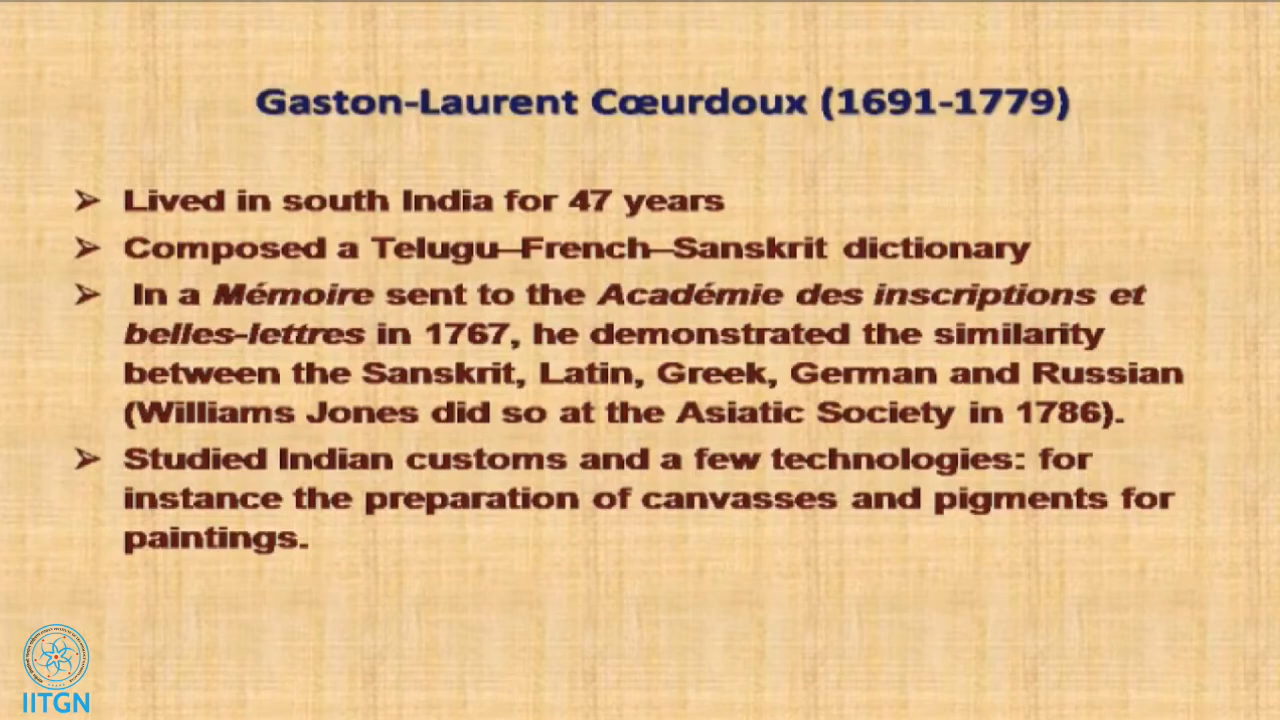 Gaston-Laurent Cœurdoux (1691-1779)
➢ Lived in south India for 47 years
➢ Composed a Telugu–French–Sanskrit dictionary
➢ In a Mémoire sent to the Académie des inscriptions et
belles-lettres in 1767, he demonstrated the similarity
between the Sanskrit, Latin, Greek, German and Russian
(Williams Jones did so at the Asiatic Society in 1786).
➢ Studied Indian customs and a few technologies: for
instance the preparation of canvasses and pigments for
paintings.
IITGN